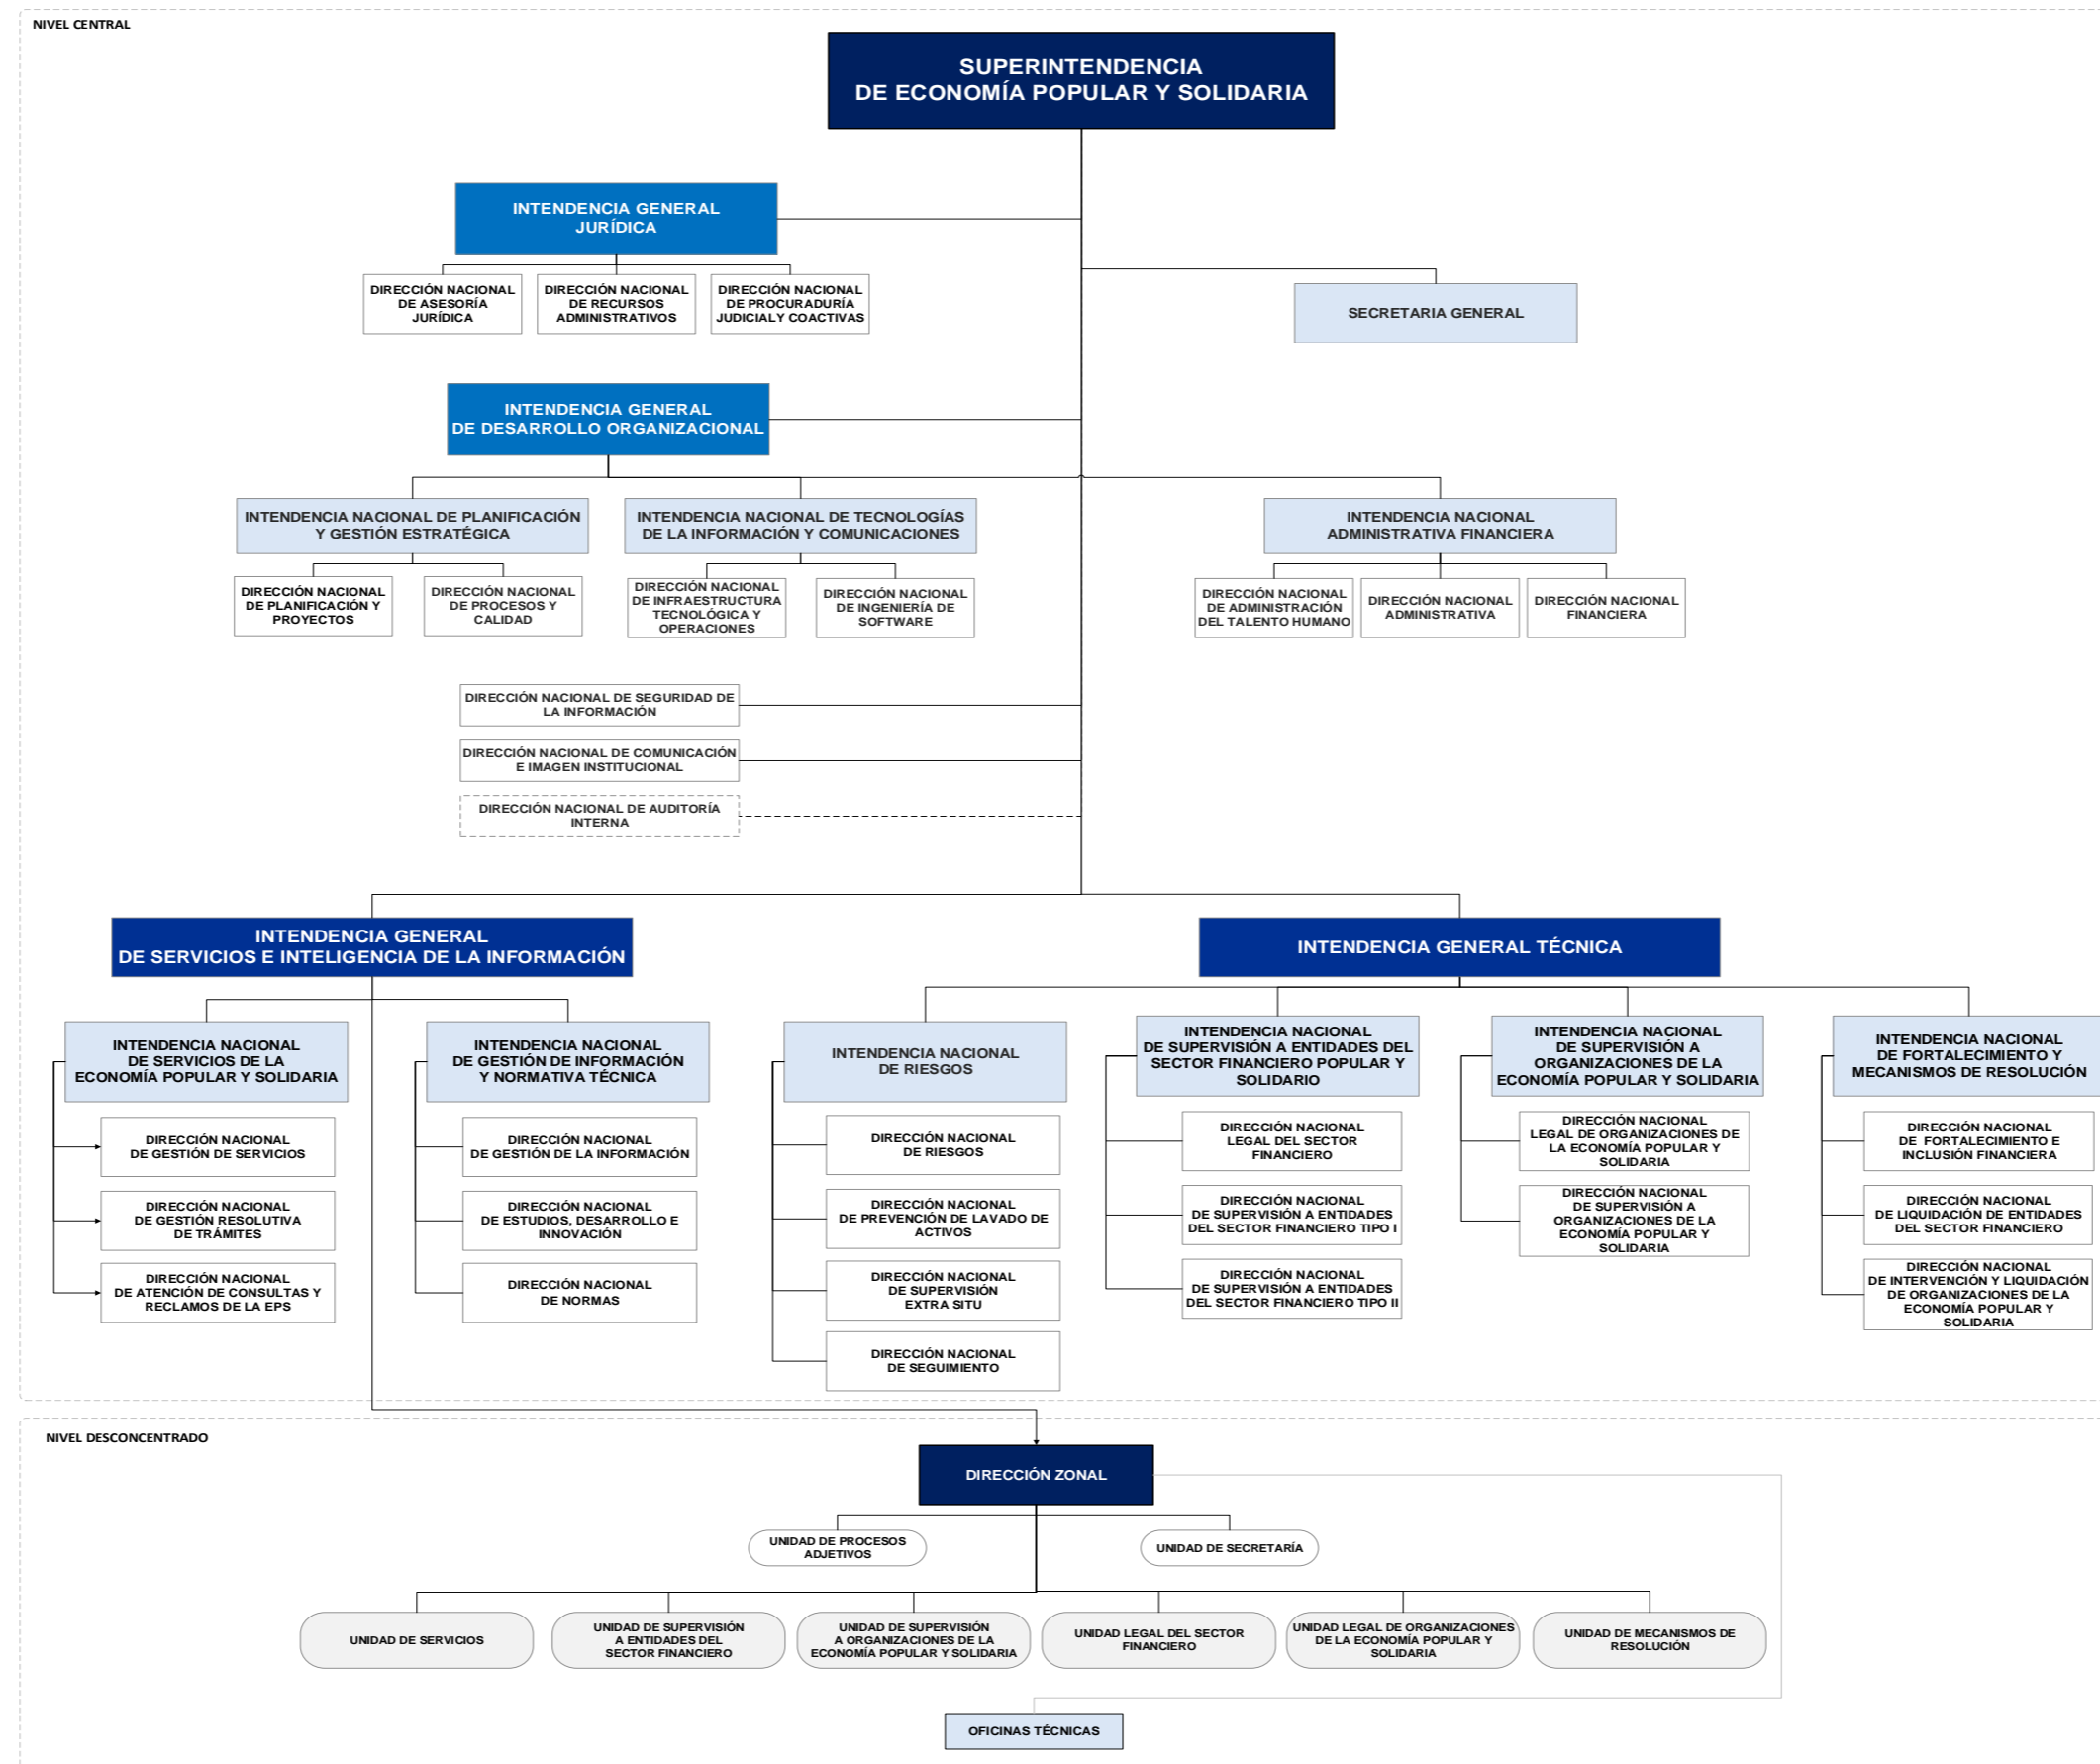 NIVEL CENTRAL
SUPERINTENDENCIA
DE ECONOMÍA POPULAR Y SOLIDARIA
INTENDENCIA GENERAL
JURÍDICA
DIRECCIÓN NACIONAL
DE ASESORÍA
JURÍDICA
DIRECCIÓN NACIONAL
DE RECURSOS
ADMINISTRATIVOS
DIRECCIÓN NACIONAL
DE PROCURADURÍA
JUDICIALY COACTIVAS
SECRETARIA GENERAL
INTENDENCIA GENERAL
DE DESARROLLO ORGANIZACIONAL
INTENDENCIA NACIONAL DE PLANIFICACIÓN
Y GESTIÓN ESTRATÉGICA
INTENDENCIA NACIONAL DE TECNOLOGÍAS
DE LA INFORMACIÓN Y COMUNICACIONES
INTENDENCIA NACIONAL
ADMINISTRATIVA FINANCIERA
DIRECCIÓN NACIONAL
DE PLANIFICACIÓN Y
PROYECTOS
DIRECCIÓN NACIONAL
DE PROCESOS Y
CALIDAD
DIRECCIÓN NACIONAL
DE INFRAESTRUCTURA
TECNOLÓGICA Y
OPERACIONES
DIRECCIÓN NACIONAL
DE INGENIERÍA DE
SOFTWARE
DIRECCIÓN NACIONAL
DE ADMINISTRACIÓN
DEL TALENTO HUMANO
DIRECCIÓN NACIONAL
ADMINISTRATIVA
DIRECCIÓN NACIONAL
FINANCIERA
DIRECCIÓN NACIONAL DE SEGURIDAD DE
LA INFORMACIÓN
DIRECCIÓN NACIONAL DE COMUNICACIÓN
E IMAGEN INSTITUCIONAL
DIRECCIÓN NACIONAL DE AUDITORÍA
INTERNA
INTENDENCIA GENERAL
DE SERVICIOS E INTELIGENCIA DE LA INFORMACIÓN
INTENDENCIA GENERAL TÉCNICA
INTENDENCIA NACIONAL
DE SERVICIOS DE LA
ECONOMÍA POPULAR Y SOLIDARIA
DIRECCIÓN NACIONAL
DE GESTIÓN DE SERVICIOS
DIRECCIÓN NACIONAL
DE GESTIÓN RESOLUTIVA
DE TRÁMITES
DIRECCIÓN NACIONAL
DE ATENCIÓN DE CONSULTAS Y
RECLAMOS DE LA EPS
INTENDENCIA NACIONAL
DE GESTIÓN DE INFORMACIÓN
Y NORMATIVA TÉCNICA
DIRECCIÓN NACIONAL
DE GESTIÓN DE LA INFORMACIÓN
DIRECCIÓN NACIONAL
DE ESTUDIOS, DESARROLLO E
INNOVACIÓN
DIRECCIÓN NACIONAL
DE NORMAS
INTENDENCIA NACIONAL
DE RIESGOS
DIRECCIÓN NACIONAL
DE RIESGOS
DIRECCIÓN NACIONAL
DE PREVENCIÓN DE LAVADO DE
ACTIVOS
DIRECCIÓN NACIONAL
DE SUPERVISIÓN
EXTRA SITU
DIRECCIÓN NACIONAL
DE SEGUIMIENTO
INTENDENCIA NACIONAL
DE SUPERVISIÓN A ENTIDADES DEL
SECTOR FINANCIERO POPULAR Y
SOLIDARIO
DIRECCIÓN NACIONAL
LEGAL DEL SECTOR
FINANCIERO
DIRECCIÓN NACIONAL
DE SUPERVISIÓN A ENTIDADES
DEL SECTOR FINANCIERO TIPO I
DIRECCIÓN NACIONAL
DE SUPERVISIÓN A ENTIDADES
DEL SECTOR FINANCIERO TIPO II
INTENDENCIA NACIONAL
DE SUPERVISIÓN A
ORGANIZACIONES DE LA
ECONOMÍA POPULAR Y SOLIDARIA
DIRECCIÓN NACIONAL
LEGAL DE ORGANIZACIONES DE
LA ECONOMÍA POPULAR Y
SOLIDARIA
DIRECCIÓN NACIONAL
DE SUPERVISIÓN A
ORGANIZACIONES DE LA
ECONOMÍA POPULAR Y
SOLIDARIA
INTENDENCIA NACIONAL
DE FORTALECIMIENTO Y
MECANISMOS DE RESOLUCIÓN
DIRECCIÓN NACIONAL
DE FORTALECIMIENTO E
INCLUSIÓN FINANCIERA
DIRECCIÓN NACIONAL
DE LIQUIDACIÓN DE ENTIDADES
DEL SECTOR FINANCIERO
DIRECCIÓN NACIONAL
DE INTERVENCIÓN Y LIQUIDACIÓN
DE ORGANIZACIONES DE LA
ECONOMÍA POPULAR Y
SOLIDARIA
NIVEL DESCONCENTRADO
DIRECCIÓN ZONAL
UNIDAD DE PROCESOS
ADJETIVOS
UNIDAD DE SECRETARÍA
UNIDAD DE SERVICIOS
UNIDAD DE SUPERVISIÓN
A ENTIDADES DEL
SECTOR FINANCIERO
UNIDAD DE SUPERVISIÓN
A ORGANIZACIONES DE LA
ECONOMÍA POPULAR Y SOLIDARIA
UNIDAD LEGAL DEL SECTOR
FINANCIERO
UNIDAD LEGAL DE ORGANIZACIONES
DE LA ECONOMÍA POPULAR Y
SOLIDARIA
UNIDAD DE MECANISMOS DE
RESOLUCIÓN
OFICINAS TÉCNICAS